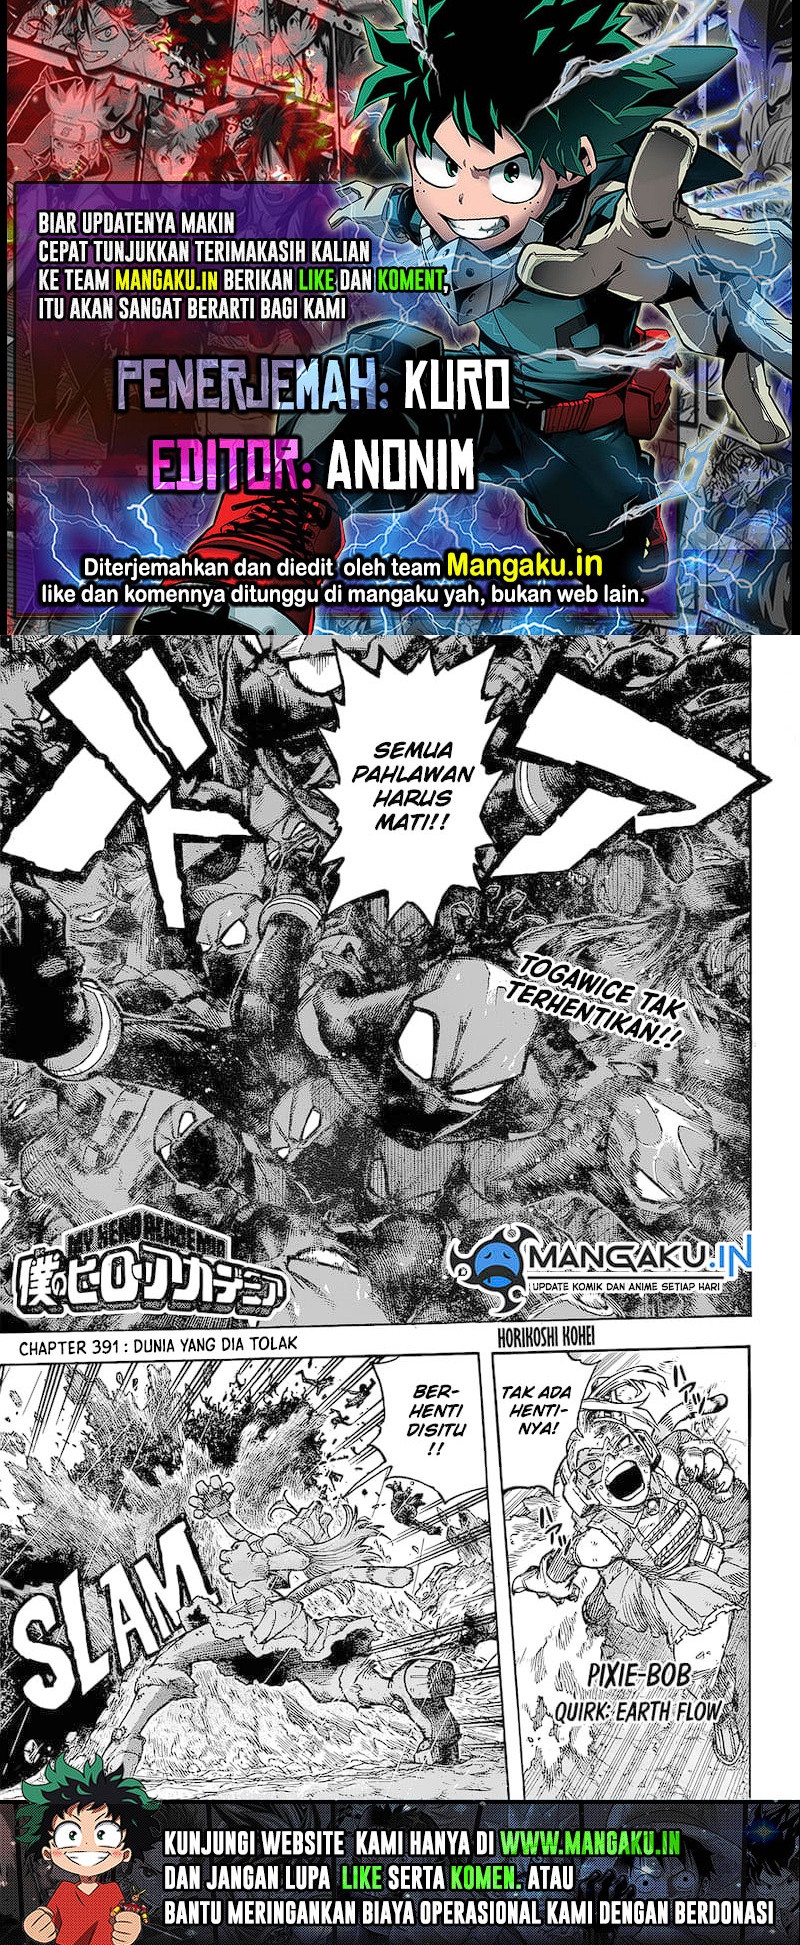 BIAR UPDATENYA MAKIN
CEPAT TUNJUKKAN TERIMAKASIH KALIAN
KE TEAM MANGAKU.IN BERIKAN LIKE DAN KOMENT,
ITU AKAN SANGAT BERARTI BAGI KAMI
PENERJEMAH: KURO
EDITOR: ANONIM
Diterjemahkan dan diedit oleh team Mangaku.in
like dan komennya ditunggu di mangaku yah, bukan web lain.
SEMUA
PAHLAWAN
HARUS
MATI!!
TOGAWICE TAK
TERHENTIKAN!!
MY HERO ACADEMIA
僕のヒーローアカデミア
MANGAKU.IN
UPDATE KOMIK DAN ANIME SETIAP HARI
CHAPTER 391 : DUNIA YANG DIA TOLAK
HORIKOSHI KOHEI
BER-
HENTI
DISITU
!!
TAK ADA
HENTI-
NYA!
SLAM
PIXIE-BOB
QUIRK: EARTH FLOW
KUNJUNGI WEBSITE KAMI HANYA DI WWW.MANGAKU.IN
DAN JANGAN LUPA LIKE SERTA KOMEN. ATAU
BANTU MERINGANKAN BIAYA OPERASIONAL KAMI DENGAN BERDONASI